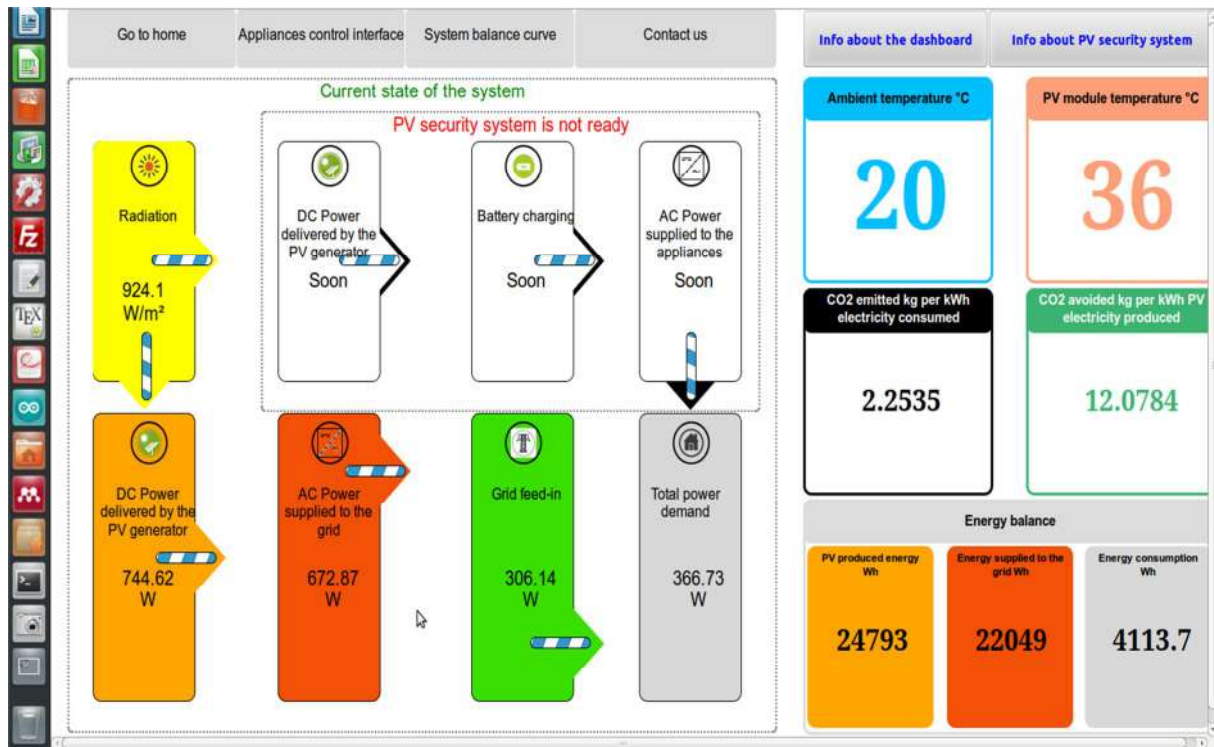 Go to home
Appliances control interface
System balance curve
Contact us
Info about the dashboard
Info about PV security system
Current state of the system
PV security system is not ready
Radiation
924.1
W/m²
DC Power
delivered by the
PV generator
Soon
Battery charging
Soon
AC Power
supplied to the
appliances
Soon
DC Power
delivered by the
PV generator
744.62
W
AC Power
supplied to the
grid
672.87
W
Grid feed-in
306.14
W
Total power
demand
366.73
W
Ambient temperature °C
20
PV module temperature °C
36
CO2 emitted kg per kWh
electricity consumed
2.2535
CO2 avoided kg per kWh PV
electricity produced
12.0784
Energy balance
PV produced energy
Wh
24793
Energy supplied to the
grid Wh
22049
Energy consumption
Wh
4113.7
Fz
TEX